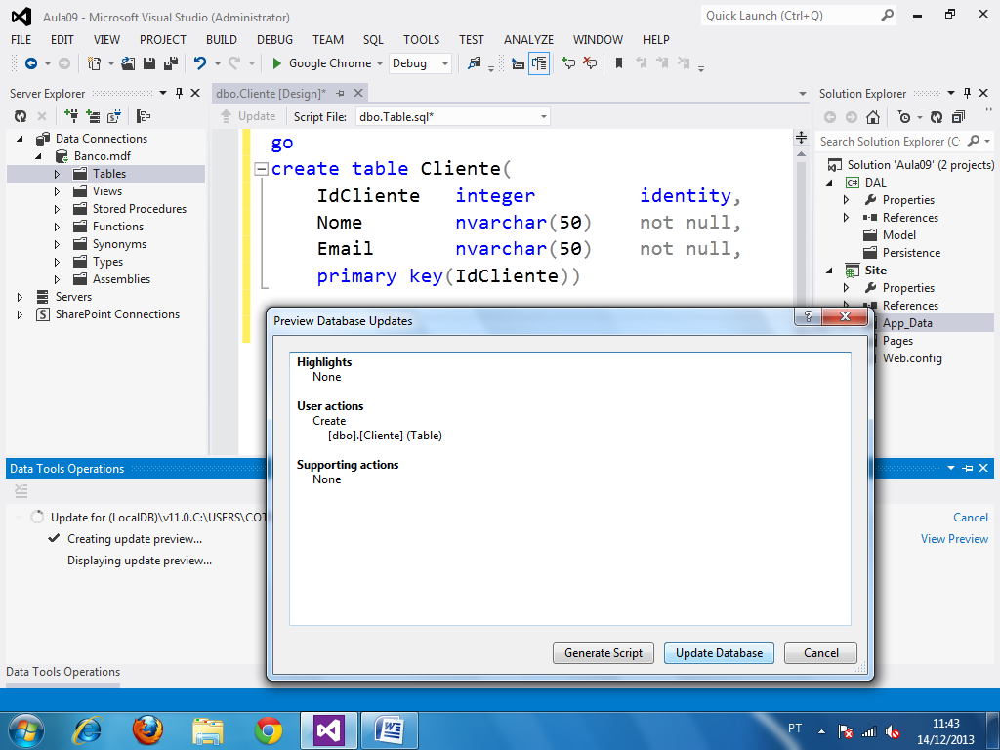 Aula09 - Microsoft Visual Studio (Administrator)
Quick Launch (Ctrl+Q)
FILE EDIT VIEW PROJECT BUILD DEBUG TEAM SQL TOOLS TEST ANALYZE WINDOW HELP
Google Chrome Debug
Server Explorer
dbo.Cliente [Design]*
Solution Explorer
Update Script File: dbo.Table.sql*
Search Solution Explorer (C
Data Connections
Banco.mdf
Tables
Views
Stored Procedures
Functions
Synonyms
Types
Assemblies
Servers
SharePoint Connections
go
create table Cliente(
IdCliente integer identity,
Nome nvarchar(50) not null,
Email nvarchar(50) not null,
primary key(IdCliente))
Solution 'Aula09' (2 projects)
C# DAL
Properties
References
Model
Persistence
Site
Properties
References
App_Data
Pages
Web.config
Preview Database Updates
?
Highlights
None
User actions
Create
[dbo].[Cliente] (Table)
Supporting actions
None
Generate Script Update Database Cancel
Data Tools Operations
Update for (LocalDB)\v11.0.C:\USERS\COT
Cancel
Creating update preview...
View Preview
Displaying update preview...
Data Tools Operations
PT
11:43
14/12/2013